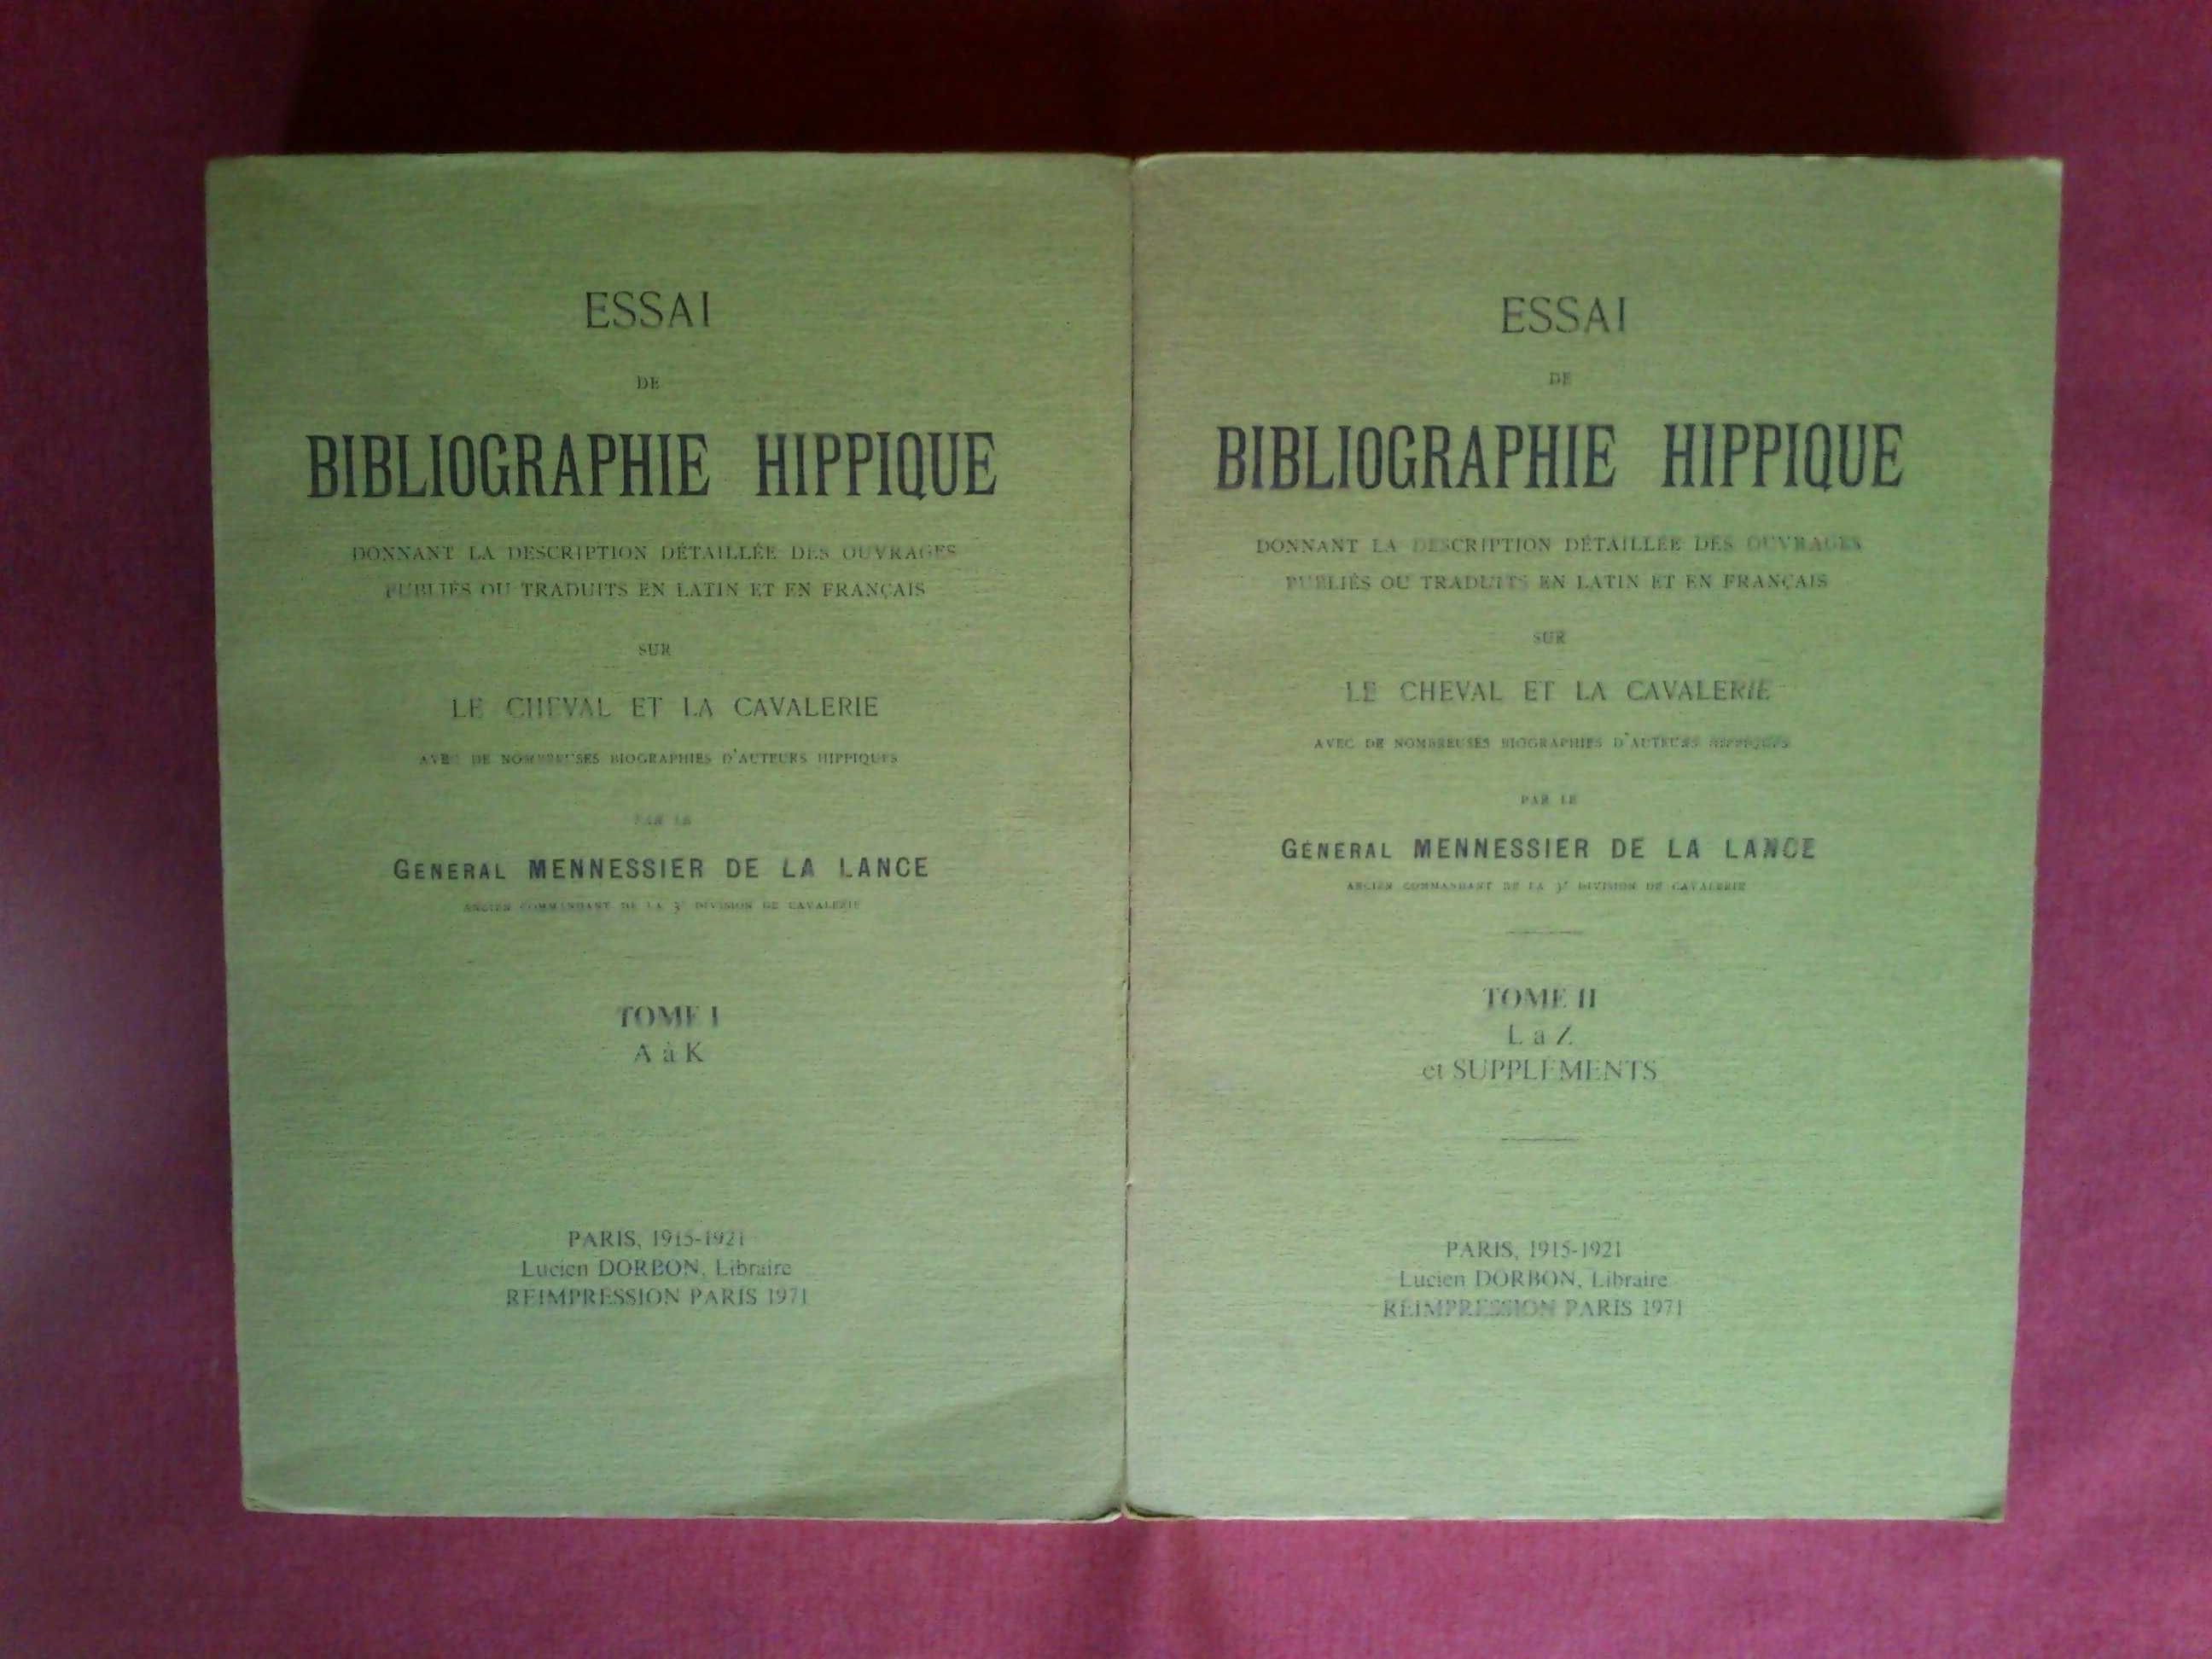 ESSAI
DE
BIBLIOGRAPHIE HIPPIQUE
DONNANT LA DESCRIPTION DÉTAILLÉE DES OUVRAGES
PUBLIÉS OU TRADUITS EN LATIN ET EN FRANÇAIS
SUR
LE CHEVAL ET LA CAVALERIE
AVEC DE NOMBREUSES BIOGRAPHIES D'AUTEURS HIPPIQUES
PAR LE
GÉNÉRAL MENNESSIER DE LA LANCE
ANCIEN COMMANDANT DE LA 3e DIVISION DE CAVALERIE
TOME I
A à K
PARIS, 1915-1921
Lucien DORBON, Libraire
REIMPRESSION PARIS 1971
ESSAI
DE
BIBLIOGRAPHIE HIPPIQUE
DONNANT LA DESCRIPTION DÉTAILLÉE DES OUVRAGES
PUBLIÉS OU TRADUITS EN LATIN ET EN FRANÇAIS
SUR
LE CHEVAL ET LA CAVALERIE
AVEC DE NOMBREUSES BIOGRAPHIES D'AUTEURS HIPPIQUES
PAR LE
GÉNÉRAL MENNESSIER DE LA LANCE
ANCIEN COMMANDANT DE LA 3e DIVISION DE CAVALERIE
TOME II
L à Z
et SUPPLÉMENTS
PARIS, 1915-1921
Lucien DORBON, Libraire
REIMPRESSION PARIS 1971